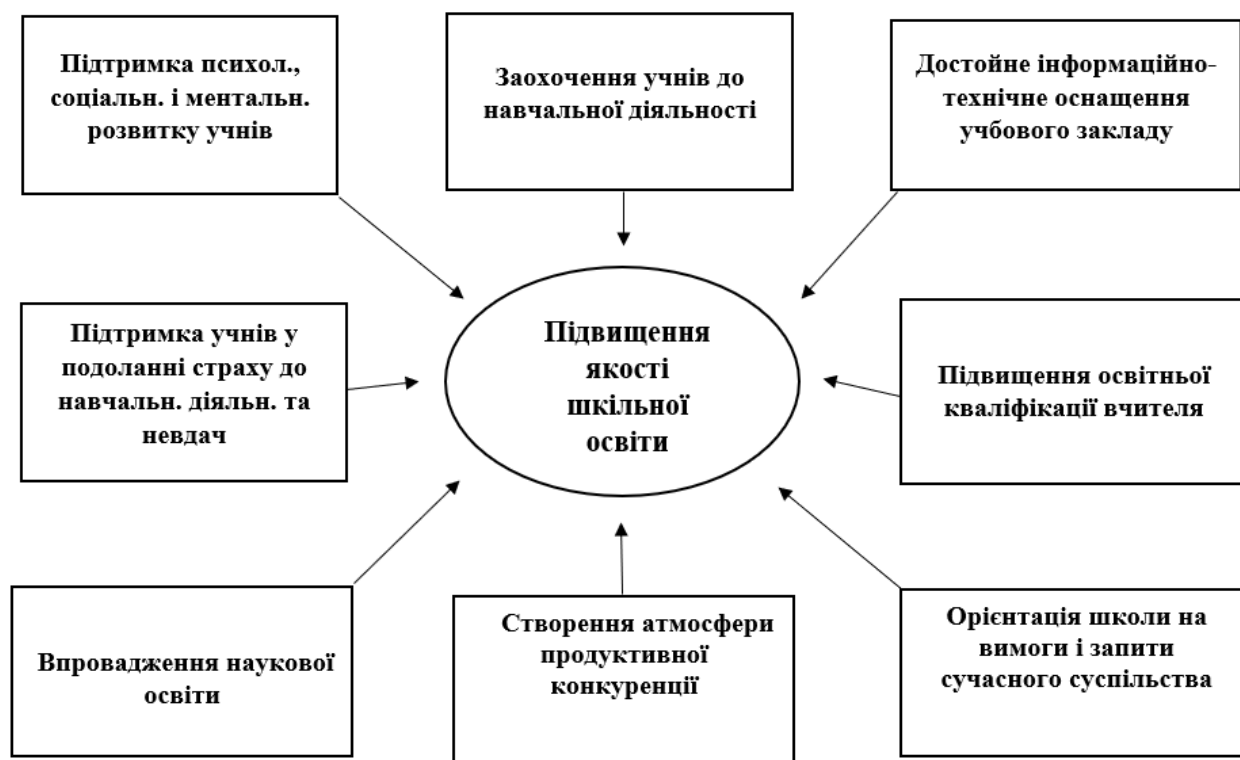 Підтримка психол.,
соціальн. і ментальн.
розвитку учнів
Заохочення учнів до
навчальної діяльності
Достойне інформаційно-
технічне оснащення
учбового закладу
Підтримка учнів у
подоланні страху до
навчальн. діяльн. та
невдач
Підвищення
якості
шкільної
освіти
Підвищення освітньої
кваліфікації вчителя
Впровадження наукової
освіти
Створення атмосфери
продуктивної
конкуренції
Орієнтація школи на
вимоги і запити
сучасного суспільства